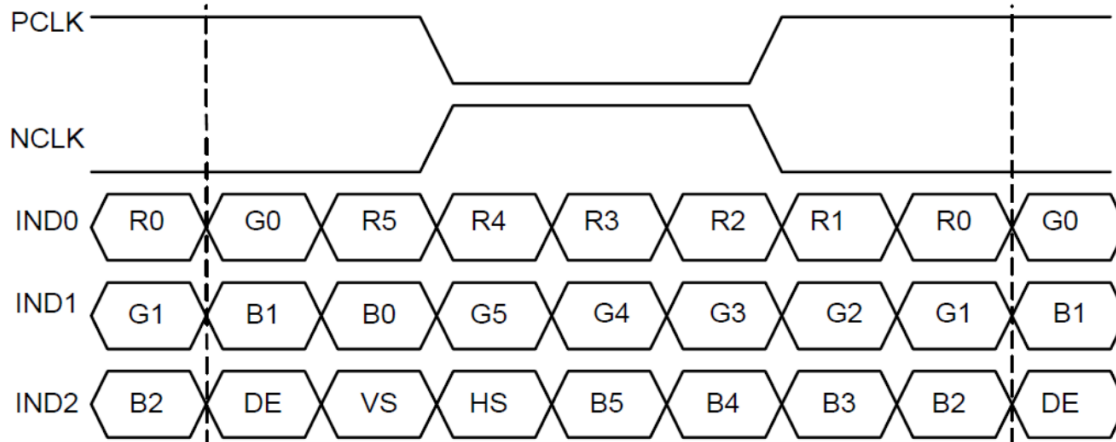 PCLK
NCLK
IND0 R0 G0 R5 R4 R3 R2 R1 R0 G0
IND1 G1 B1 B0 G5 G4 G3 G2 G1 B1
IND2 B2 DE VS HS B5 B4 B3 B2 DE